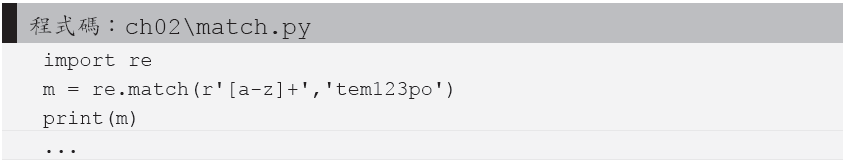 程式碼：ch02\match.py
import re
m = re.match(r'[a-z]+','tem123po')
print(m)
...